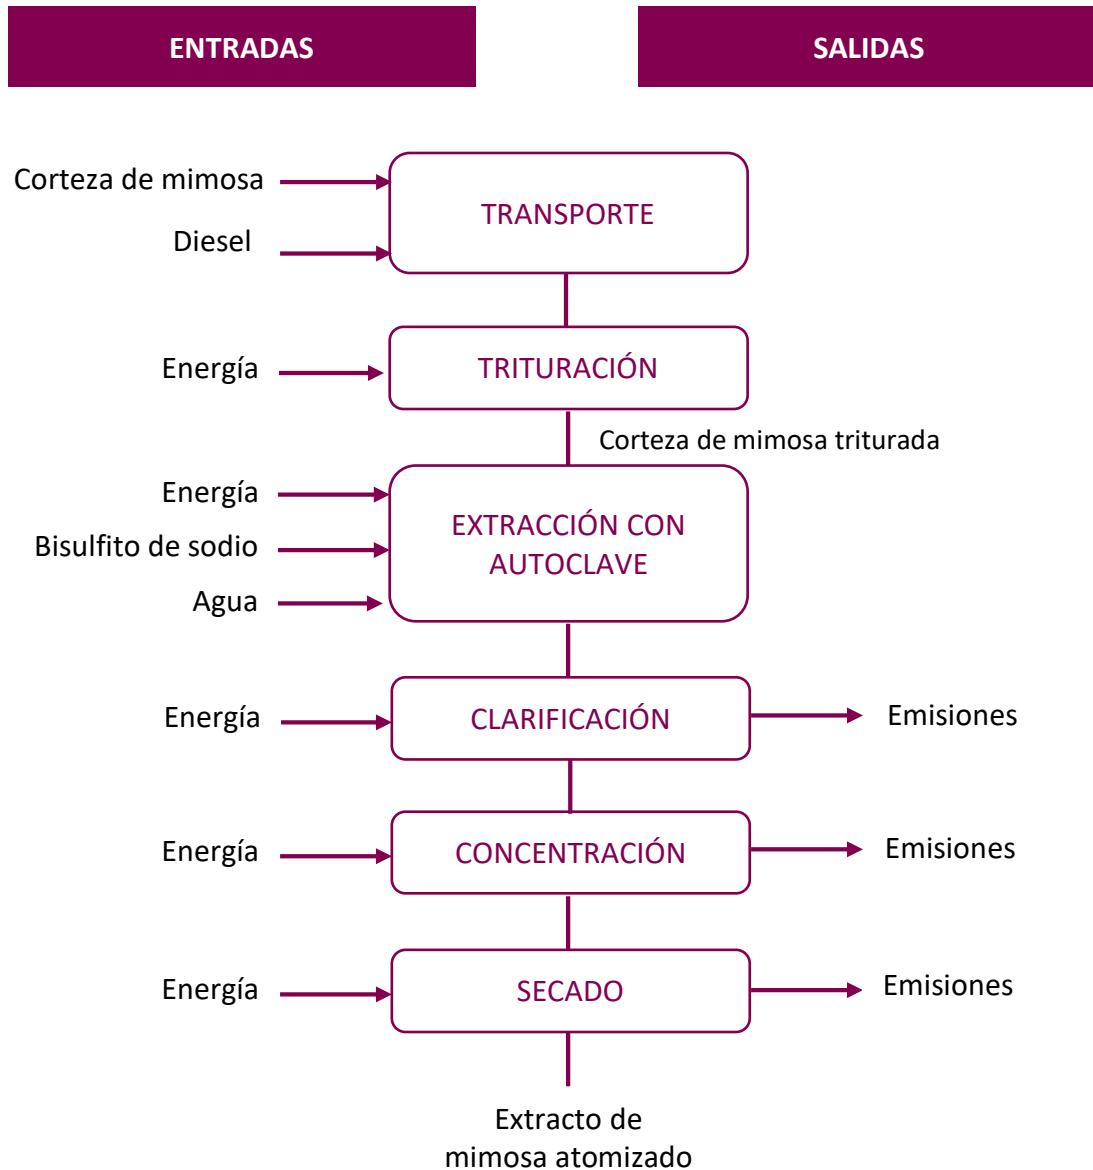 ENTRADAS
SALIDAS
Corteza de mimosa
Diesel
TRANSPORTE
Energía
TRITURACIÓN
Corteza de mimosa triturada
Energía
Bisulfito de sodio
Agua
EXTRACCIÓN CON
AUTOCLAVE
Energía
CLARIFICACIÓN
Emisiones
Energía
CONCENTRACIÓN
Emisiones
Energía
SECADO
Emisiones
Extracto de
mimosa atomizado